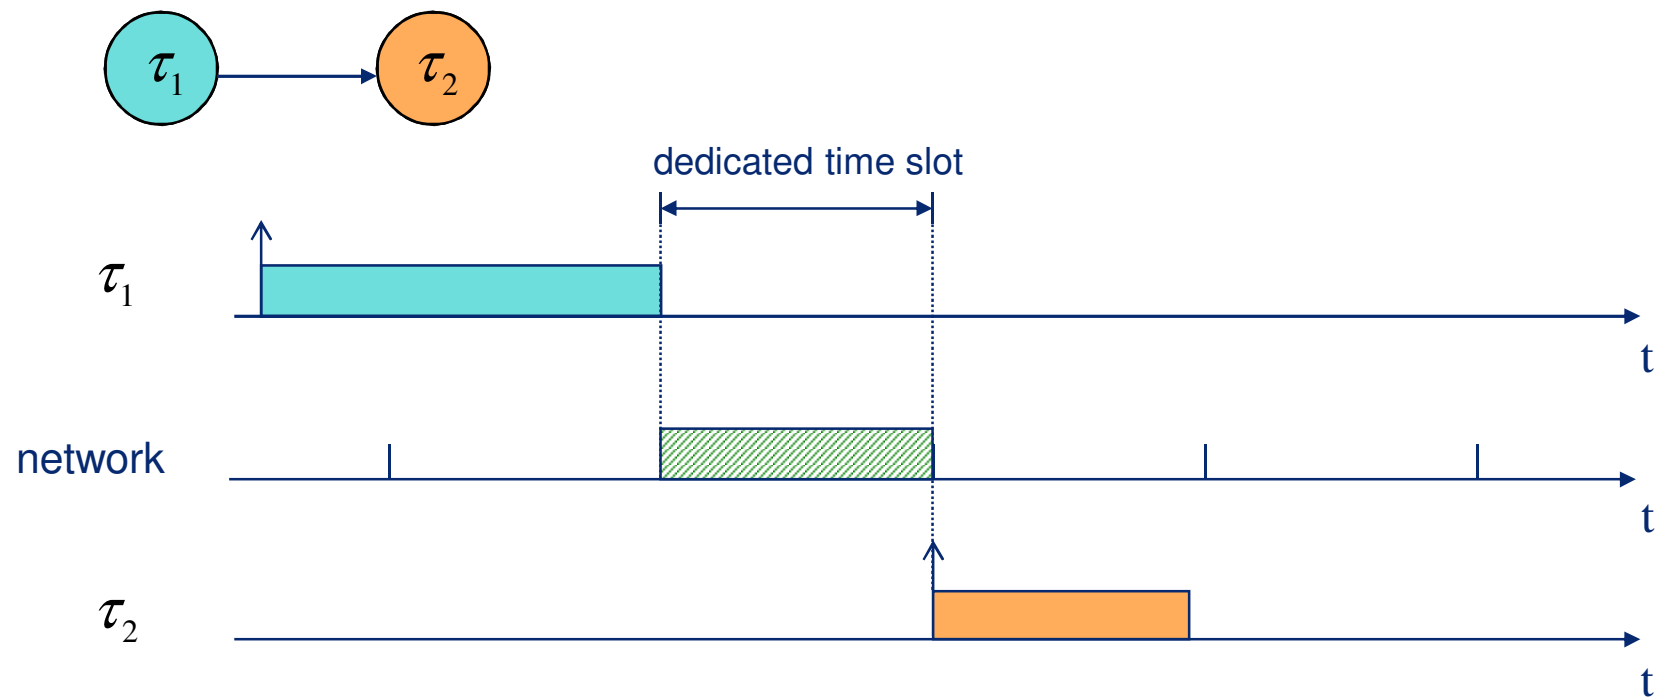 τ₁ τ₂
dedicated time slot
τ₁
t
network
t
τ₂
t